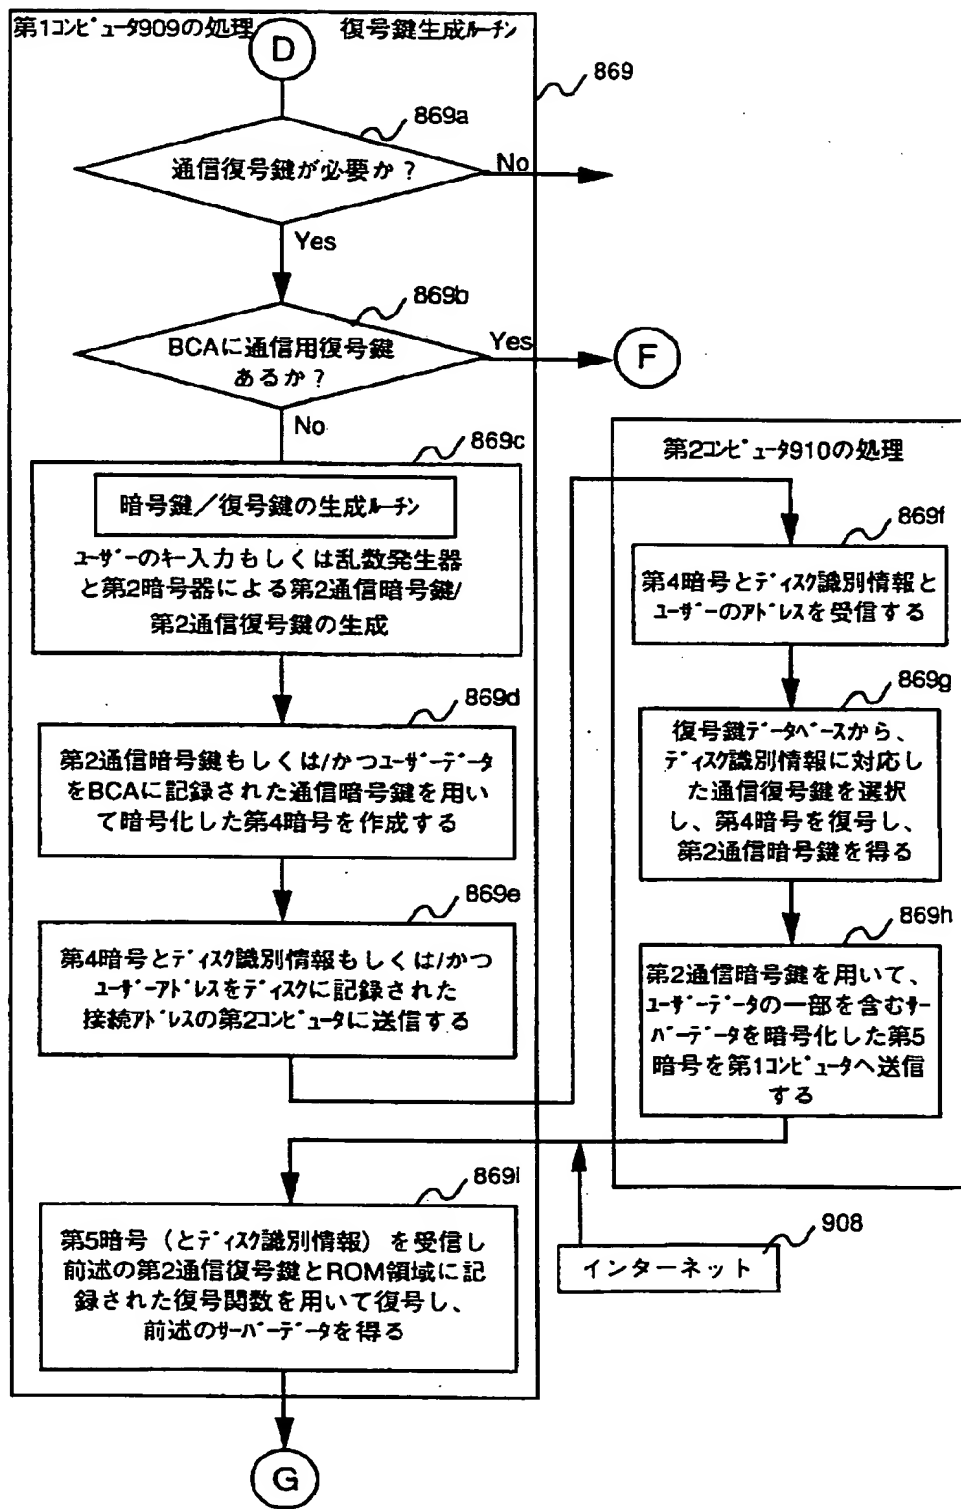 第1コンピュータ909の処理
復号鍵生成ルーチン
D
869
869a
通信復号鍵が必要か？
No
Yes
869b
BCAに通信用復号鍵
あるか？
Yes
F
No
869c
暗号鍵／復号鍵の生成ルーチン
ユーザーのキー入力もしくは乱数発生器
と第2暗号器による第2通信暗号鍵/
第2通信復号鍵の生成
869d
第2通信暗号鍵もしくは/かつユーザーデータ
をBCAに記録された通信暗号鍵を用い
て暗号化した第4暗号を作成する
869e
第4暗号とディスク識別情報もしくは/かつ
ユーザーアドレスをディスクに記録された
接続アドレスの第2コンピュータに送信する
第2コンピュータ910の処理
869f
第4暗号とディスク識別情報と
ユーザーのアドレスを受信する
869g
復号鍵データベースから、
ディスク識別情報に対応し
た通信復号鍵を選択
し、第4暗号を復号し、
第2通信暗号鍵を得る
869h
第2通信暗号鍵を用いて、
ユーザーデータの一部を含むサー
バーデータを暗号化した第5
暗号を第1コンピュータへ送信
する
869i
第5暗号（とディスク識別情報）を受信し
前述の第2通信復号鍵とROM領域に記
録された復号関数を用いて復号し、
前述のサーバーデータを得る
908
インターネット
G